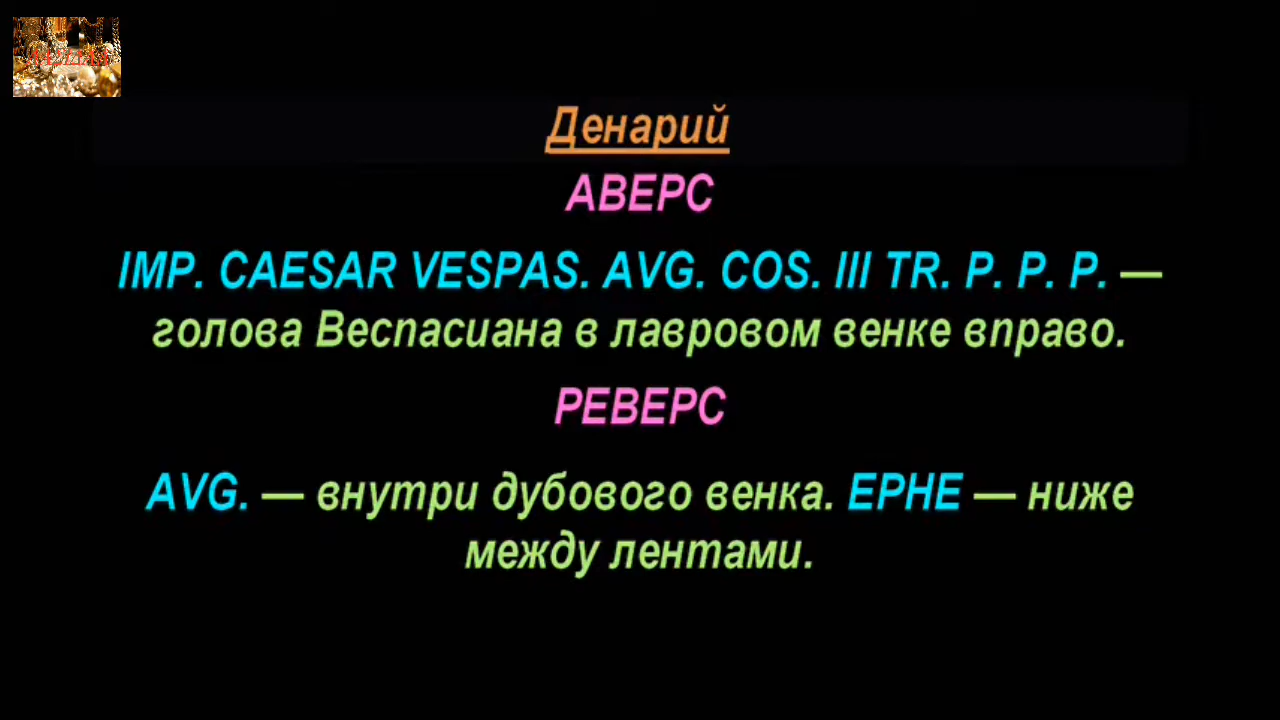 Денарий
АВЕРС
IMP. CAESAR VESPAS. AVG. COS. III TR. P. P. P. —
голова Веспасиана в лавровом венке вправо.
РЕВЕРС
AVG. — внутри дубового венка. EPHE — ниже
между лентами.